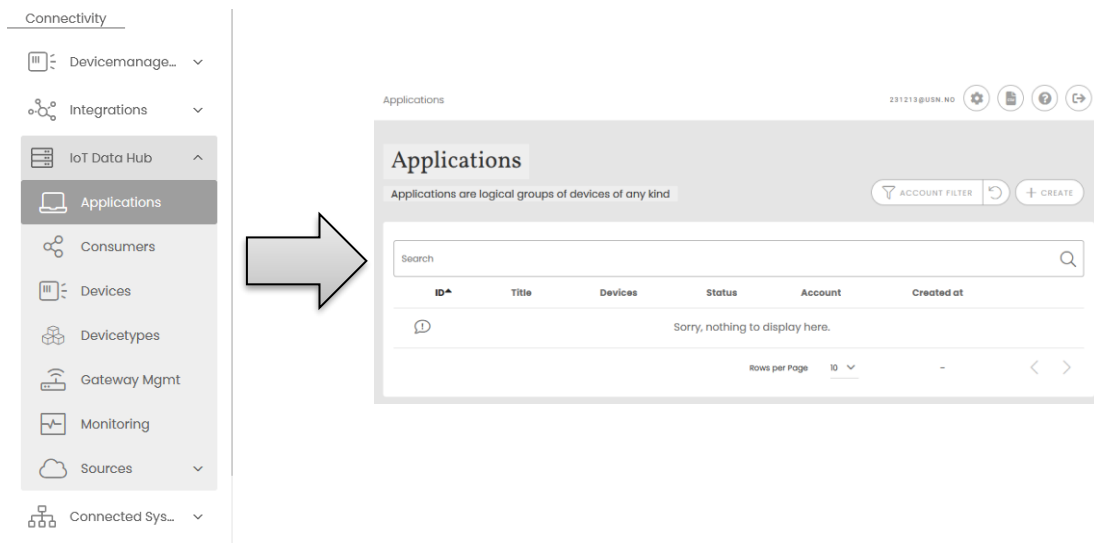 Connectivity
Devicemanage...
Integrations
IoT Data Hub
Applications
Consumers
Devices
Devicetypes
Gateway Mgmt
Monitoring
Sources
Connected Sys...
Applications
231213@USN.NO
Applications
Applications are logical groups of devices of any kind
ACCOUNT FILTER
+ CREATE
Search
ID Title Devices Status Account Created at
Sorry, nothing to display here.
Rows per Page 10 -